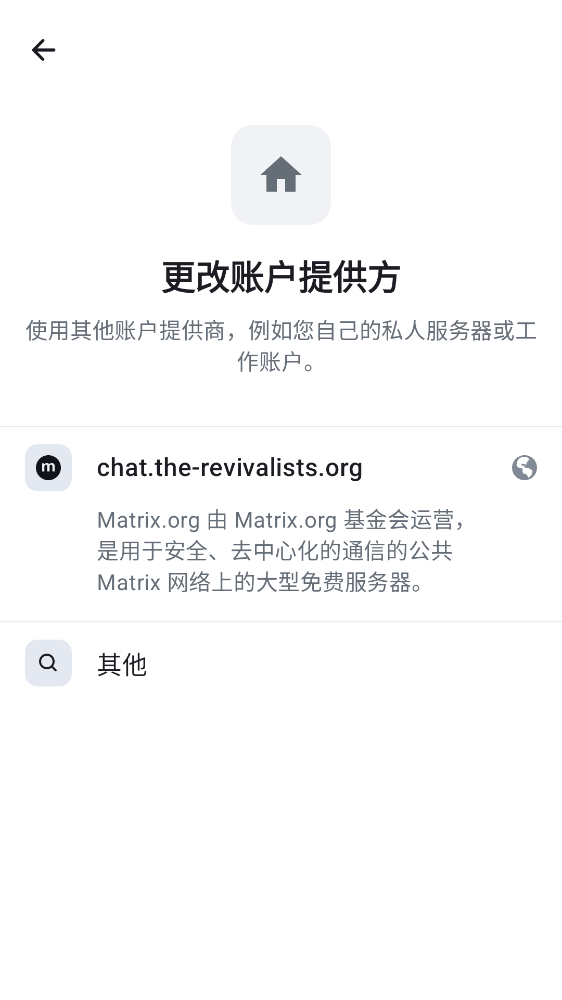 更改账户提供方
使用其他账户提供商，例如您自己的私人服务器或工
作账户。
m
chat.the-revivalists.org
Matrix.org 由 Matrix.org 基金会运营，
是用于安全、去中心化的通信的公共
Matrix 网络上的大型免费服务器。
其他